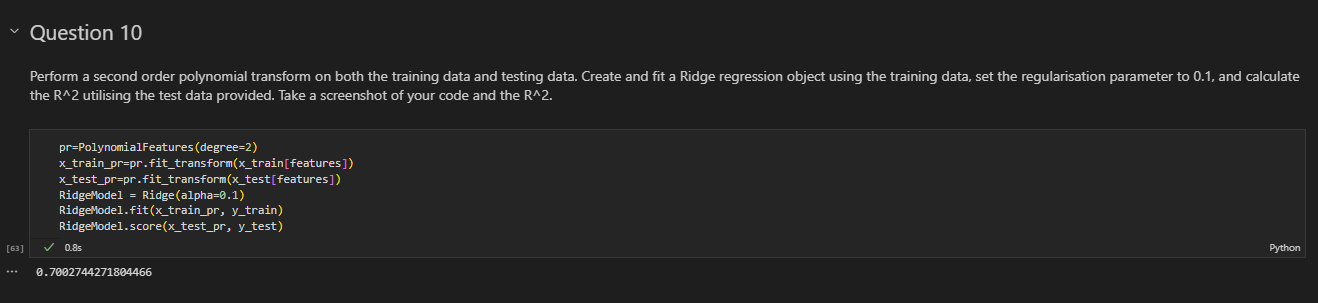 Question 10
Perform a second order polynomial transform on both the training data and testing data. Create and fit a Ridge regression object using the training data, set the regularisation parameter to 0.1, and calculate
the R^2 utilising the test data provided. Take a screenshot of your code and the R^2.
pr=PolynomialFeatures(degree=2)
x_train_pr=pr.fit_transform(x_train[features])
x_test_pr=pr.fit_transform(x_test[features])
RidgeModel = Ridge(alpha=0.1)
RidgeModel.fit(x_train_pr, y_train)
RidgeModel.score(x_test_pr, y_test)
[63] 0.8s Python
... 0.7002744271804466